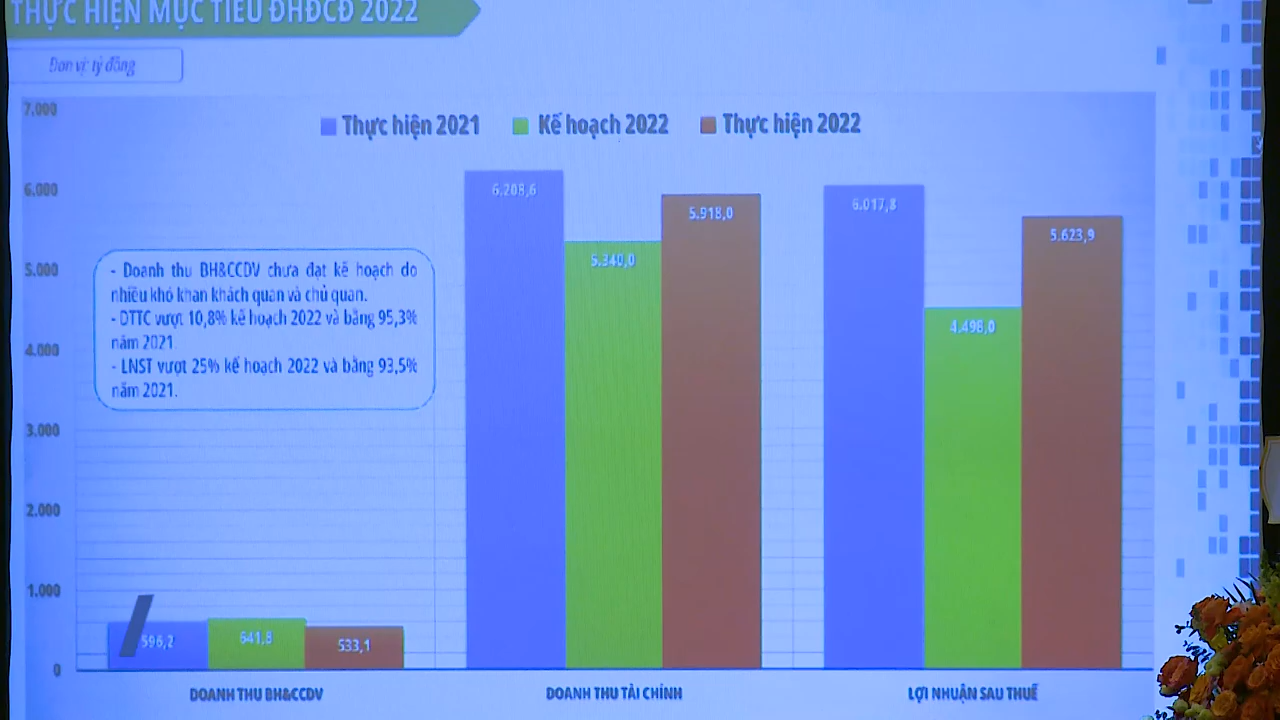 THỰC HIỆN MỤC TIÊU ĐHĐCĐ 2022
Đơn vị: tỷ đồng
Thực hiện 2021
Kế hoạch 2022
Thực hiện 2022
7.000
6.000
5.000
4.000
3.000
2.000
1.000
0
- Doanh thu BH&CCDV chưa đạt kế hoạch do
nhiều khó khan khách quan và chủ quan.
- DTTC vượt 10,8% kế hoạch 2022 và bằng 95,3%
năm 2021.
- LNST vượt 25% kế hoạch 2022 và bằng 93,5%
năm 2021.
596,2
641,8
533,1
6.208,6
5.340,0
5.918,0
6.017,8
4.498,0
5.623,9
DOANH THU BH&CCDV
DOANH THU TÀI CHÍNH
LỢI NHUẬN SAU THUẾ